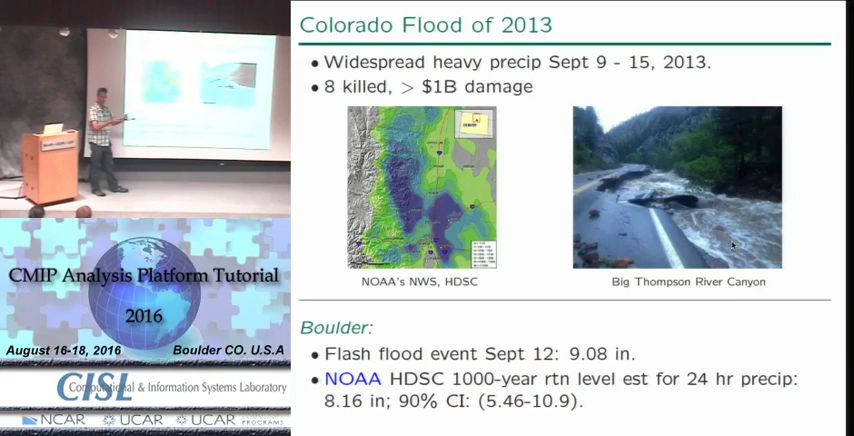 Colorado Flood of 2013
• Widespread heavy precip Sept 9 - 15, 2013.
• 8 killed, > $1B damage
NOAA's NWS, HDSC
Big Thompson River Canyon
Boulder:
• Flash flood event Sept 12: 9.08 in.
• NOAA HDSC 1000-year rtn level est for 24 hr precip:
8.16 in; 90% CI: (5.46-10.9).
CMIP Analysis Platform Tutorial
2016
August 16-18, 2016 Boulder CO. U.S.A
CISL
Computational & Information Systems Laboratory
NCAR UCAR UCAR PROGRAMS